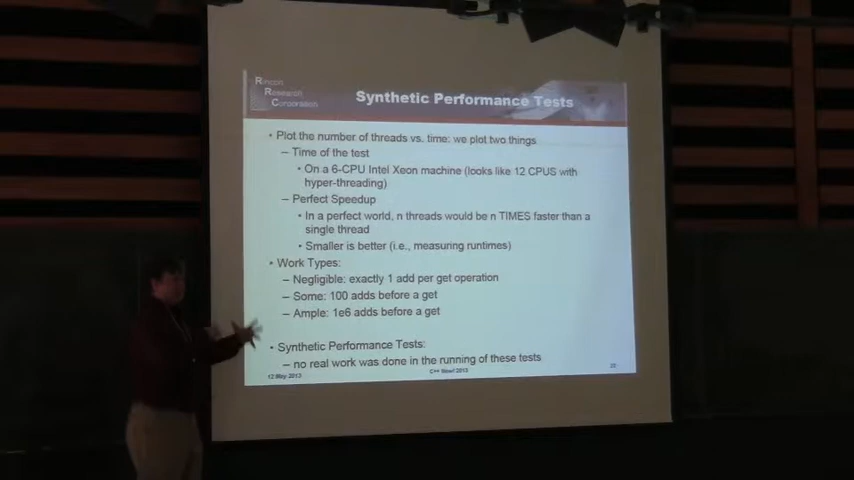 Rincon
Research
Corporation
Synthetic Performance Tests
• Plot the number of threads vs. time: we plot two things
– Time of the test
• On a 6-CPU Intel Xeon machine (looks like 12 CPUS with
hyper-threading)
– Perfect Speedup
• In a perfect world, n threads would be n TIMES faster than a
single thread
• Smaller is better (i.e., measuring runtimes)
• Work Types:
– Negligible: exactly 1 add per get operation
– Some: 100 adds before a get
– Ample: 1e6 adds before a get
• Synthetic Performance Tests:
– no real work was done in the running of these tests
12 May 2013
C++ Now! 2013